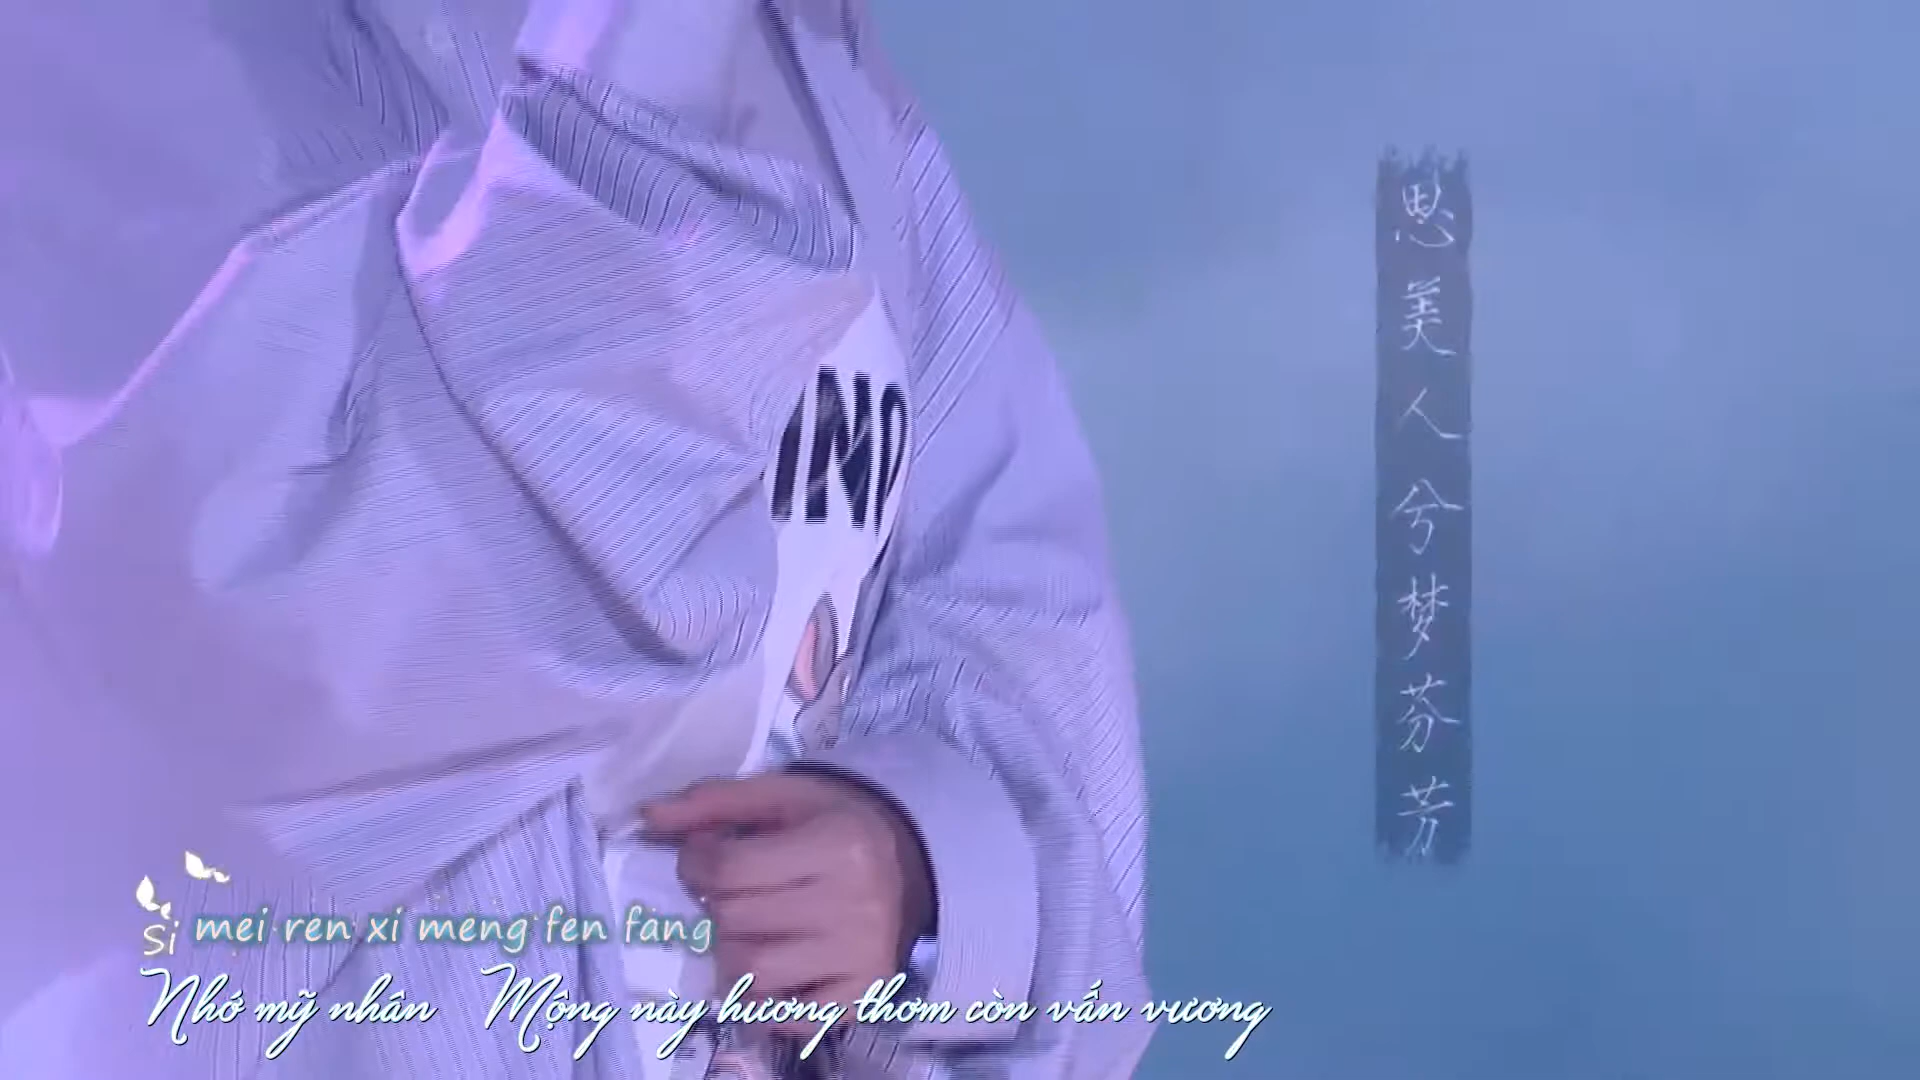 思美人兮梦芬芳
INC
Si mei ren xi meng fen fang
Nhớ mỹ nhân Mộng này hương thơm còn vấn vương